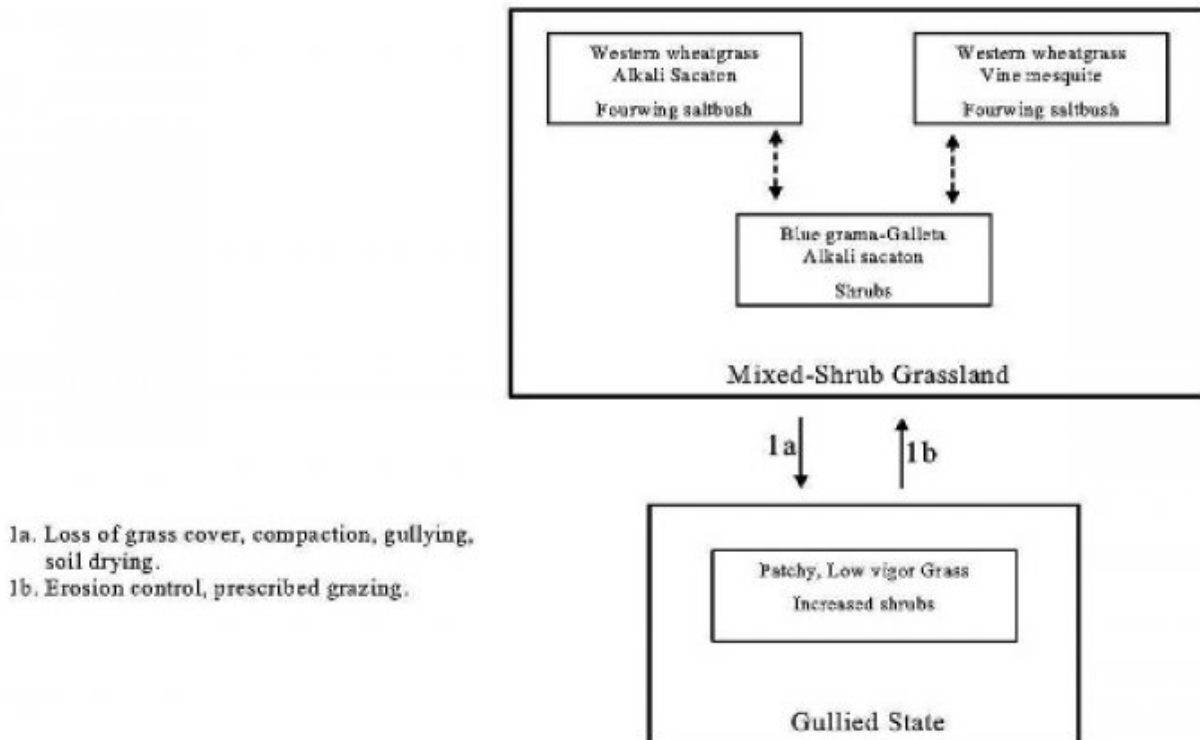 Western wheatgrass
Alkali Sacaton
Fourwing saltbush
Western wheatgrass
Vine mesquite
Fourwing saltbush
Blue grama-Galleta
Alkali sacaton
Shrubs
Mixed-Shrub Grassland
1a
1b
1a. Loss of grass cover, compaction, gullying,
soil drying.
1b. Erosion control, prescribed grazing.
Patchy, Low vigor Grass
Increased shrubs
Gullied State